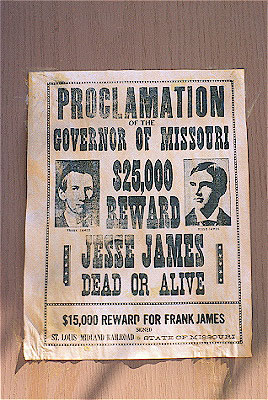 PROCLAMATION
OF THE
GOVERNOR OF MISSOURI
$25,000
REWARD
JESSE JAMES
DEAD OR ALIVE
$15,000 REWARD FOR FRANK JAMES
SIGNED
ST. LOUIS MIDLAND RAILROAD & STATE OF MISSOURI